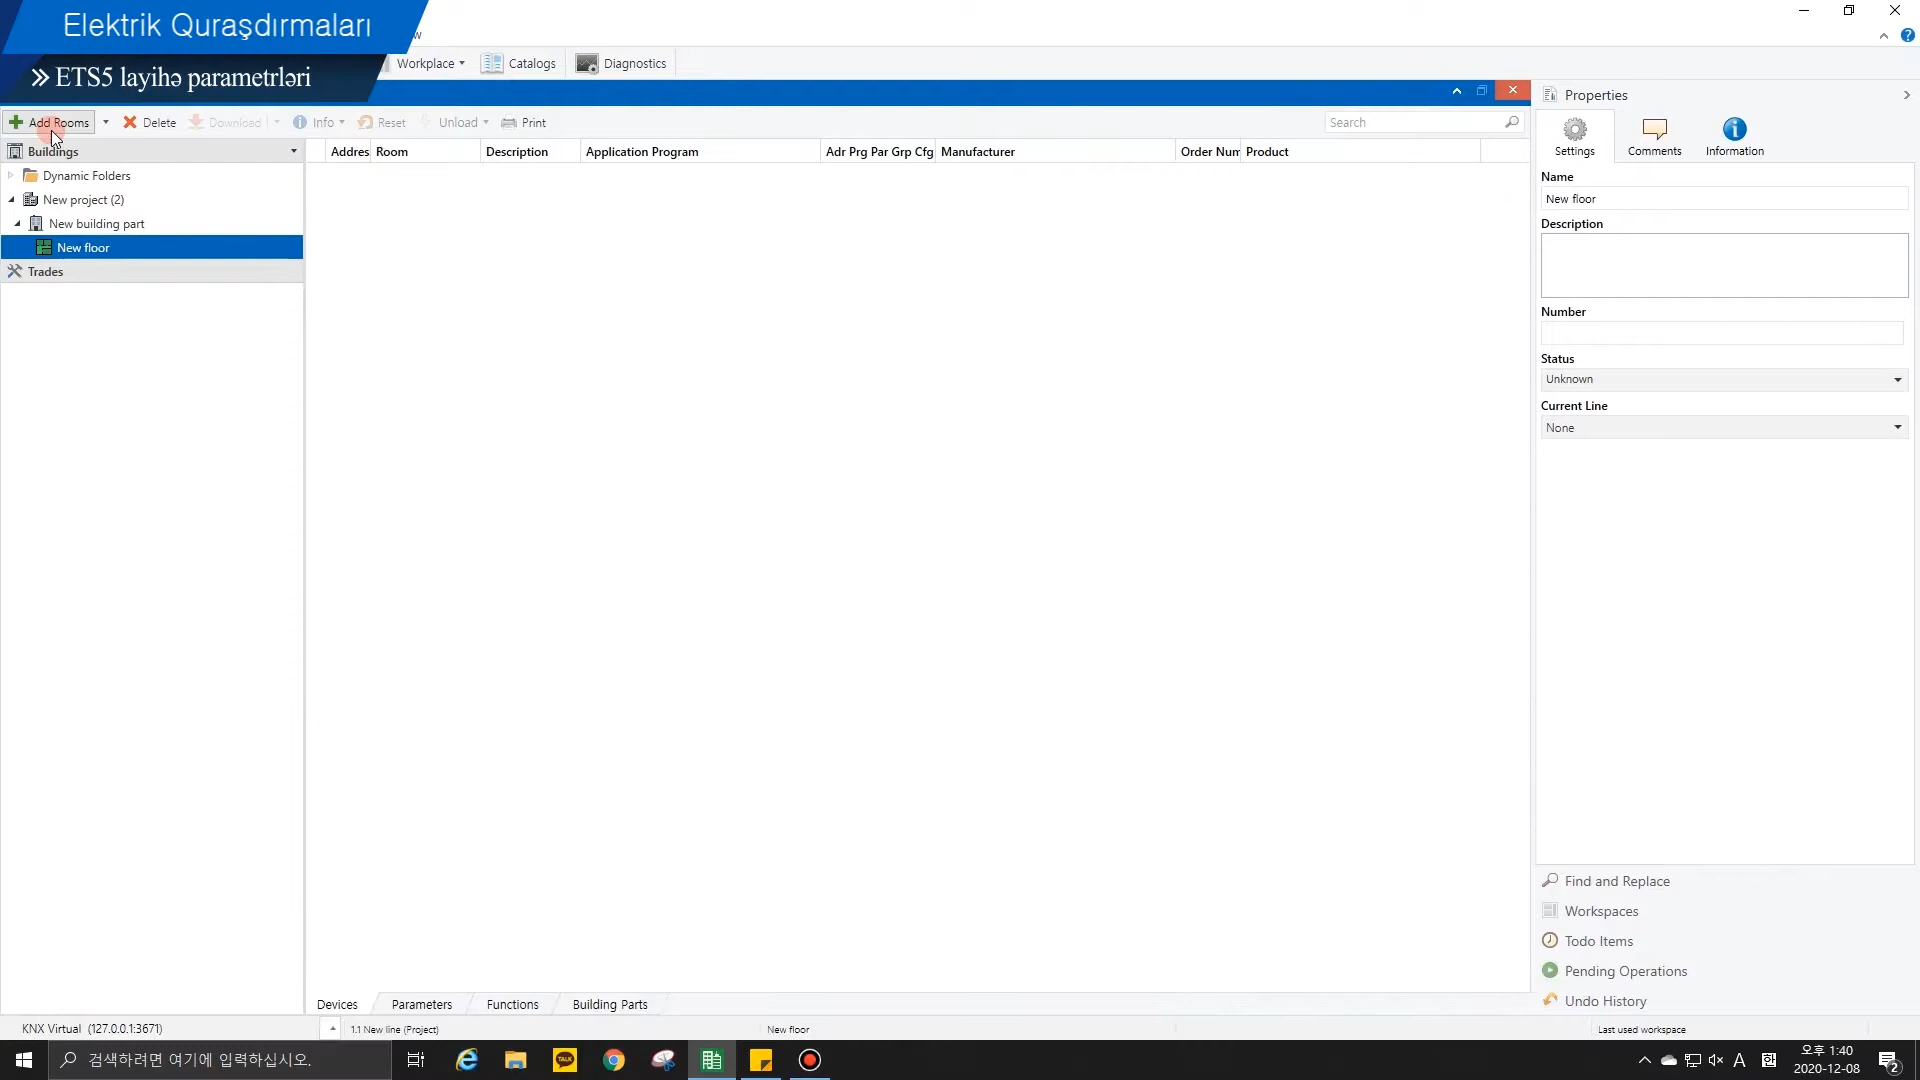 Elektrik Quraşdırmaları
ETS5 layihə parametrləri
w
Workplace
Catalogs
Diagnostics
Add Rooms
Delete
Download
Info
Reset
Unload
Print
Search
Buildings
Dynamic Folders
New project (2)
New building part
New floor
Trades
Addres Room Description Application Program Adr Prg Par Grp Cfg Manufacturer Order Num Product
Properties
Settings
Comments
Information
Name
New floor
Description
Number
Status
Unknown
Current Line
None
Find and Replace
Workspaces
Todo Items
Pending Operations
Undo History
Devices Parameters Functions Building Parts
KNX Virtual (127.0.0.1:3671)
1.1 New line (Project)
New floor
Last used workspace
검색하려면 여기에 입력하십시오.
TALK
A
오후 1:40
2020-12-08
2